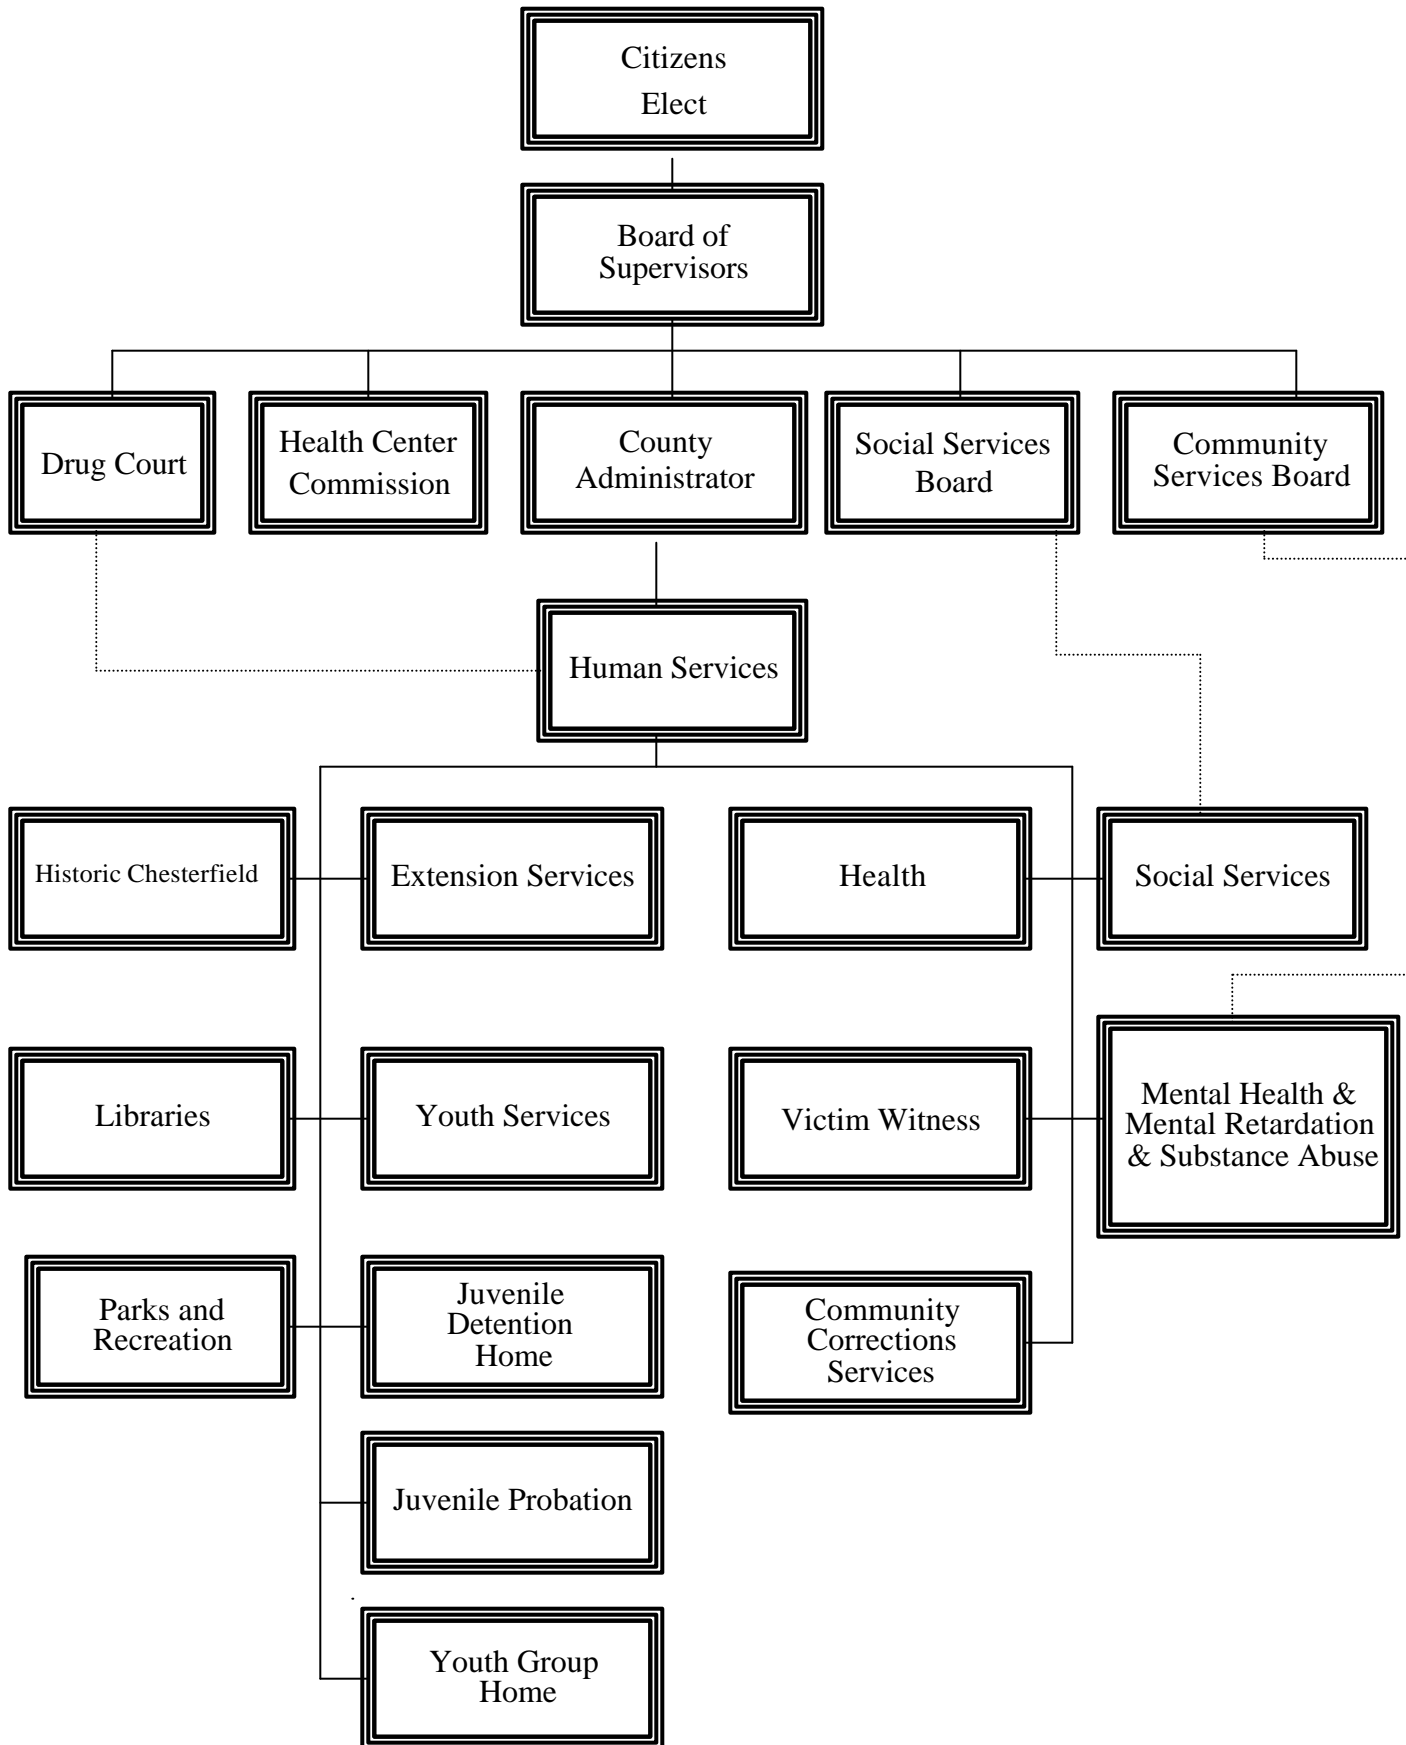 Citizens
Elect
Board of
Supervisors
Drug Court
Health Center
Commission
County
Administrator
Social Services
Board
Community
Services Board
Human Services
Historic Chesterfield
Extension Services
Health
Social Services
Libraries
Youth Services
Victim Witness
Mental Health &
Mental Retardation
& Substance Abuse
Parks and
Recreation
Juvenile
Detention
Home
Community
Corrections
Services
Juvenile Probation
Youth Group
Home